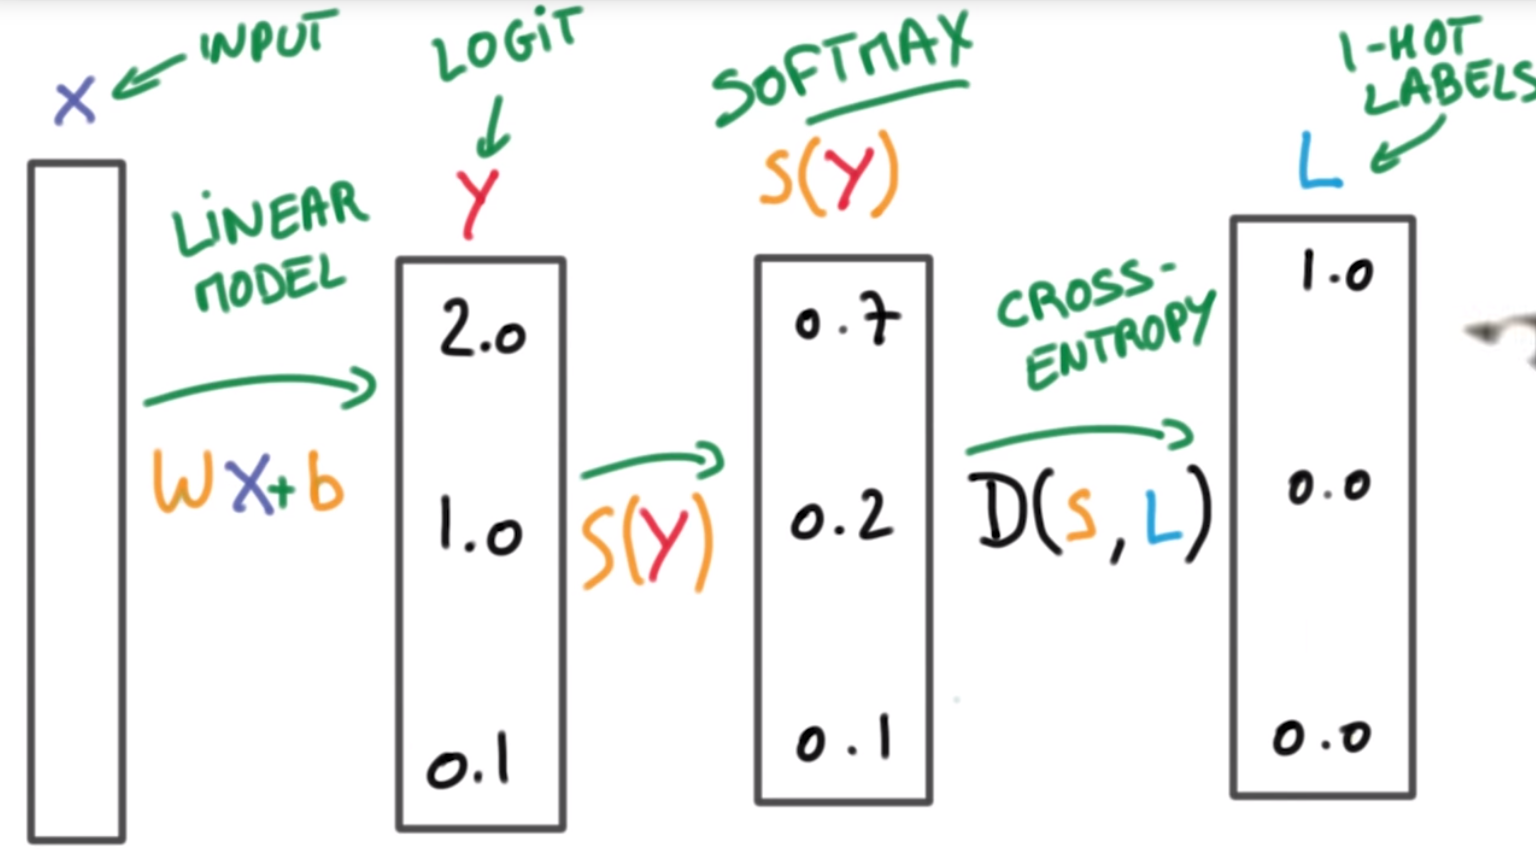 INPUT
X
LINEAR
MODEL
WX+b
LOGIT
Y
2.0
1.0
0.1
S(Y)
SOFTMAX
S(Y)
0.7
0.2
0.1
CROSS-
ENTROPY
D(S,L)
1-HOT
LABELS
L
1.0
0.0
0.0